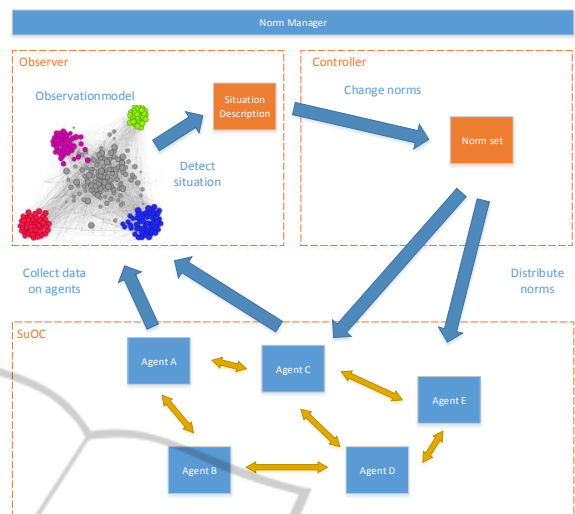 Norm Manager
Observer
Observationmodel
Situation
Description
Detect
situation
Controller
Change norms
Norm set
Collect data
on agents
Distribute
norms
SuOC
Agent A
Agent C
Agent E
Agent B
Agent D